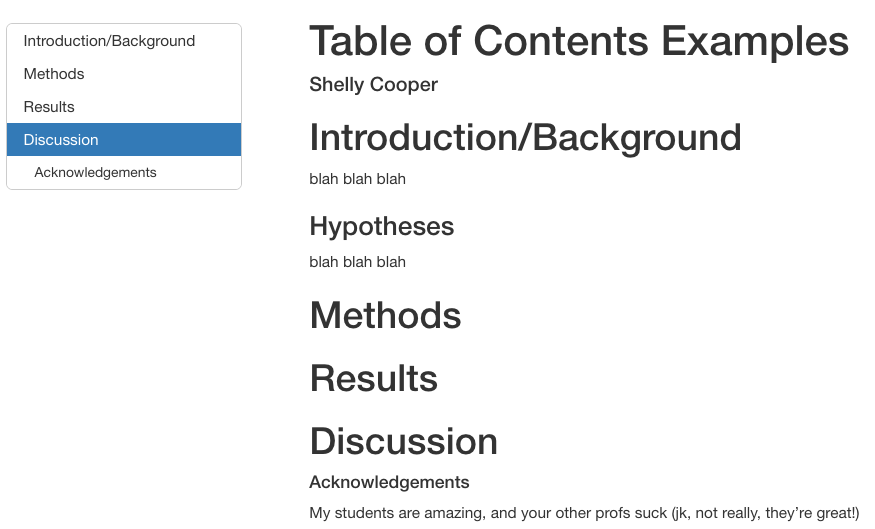 Introduction/Background
Methods
Results
Discussion
Acknowledgements
Table of Contents Examples
Shelly Cooper
Introduction/Background
blah blah blah
Hypotheses
blah blah blah
Methods
Results
Discussion
Acknowledgements
My students are amazing, and your other profs suck (jk, not really, they’re great!)